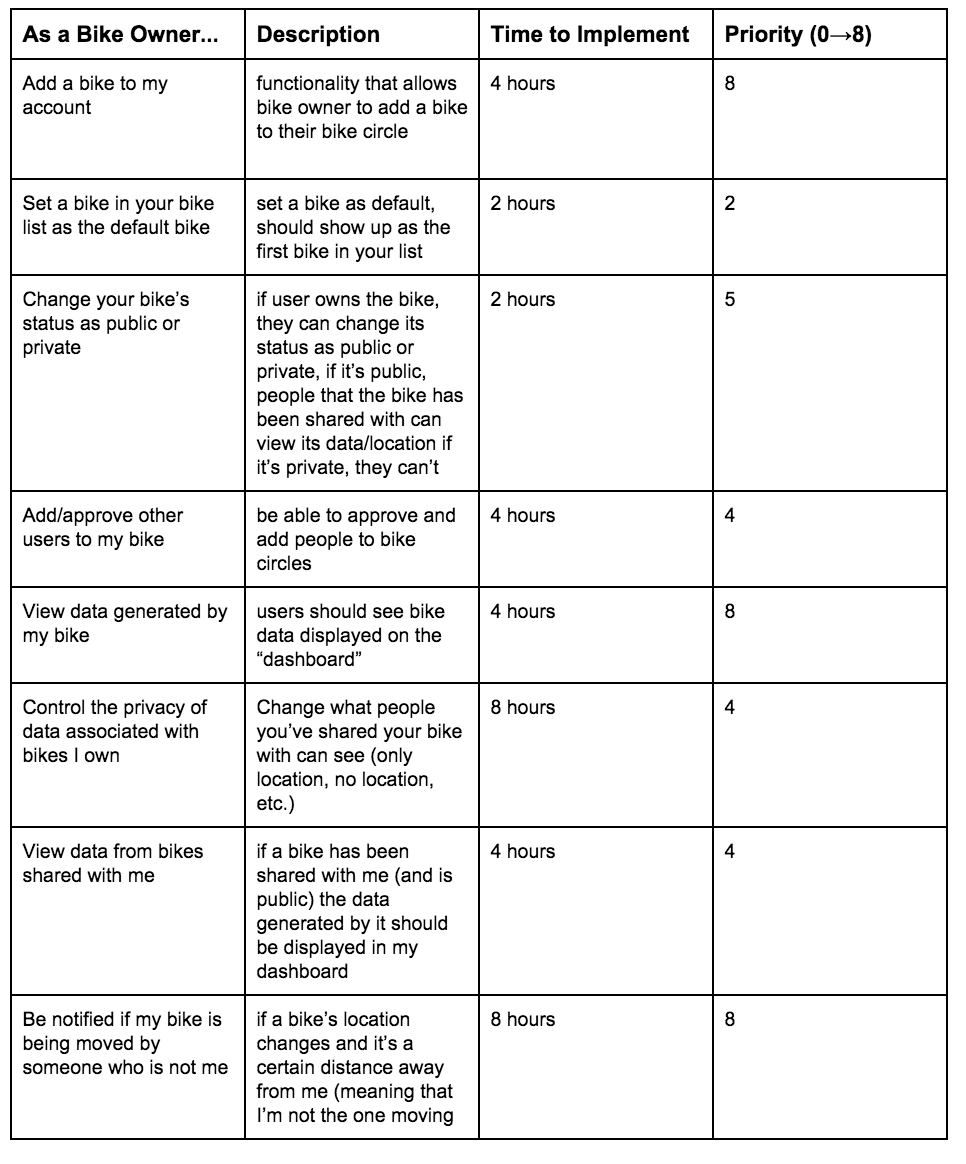 As a Bike Owner...
Description
Time to Implement
Priority (0→8)
Add a bike to my
account
functionality that allows
bike owner to add a bike
to their bike circle
4 hours
8
Set a bike in your bike
list as the default bike
set a bike as default,
should show up as the
first bike in your list
2 hours
2
Change your bike’s
status as public or
private
if user owns the bike,
they can change its
status as public or
private, if it’s public,
people that the bike has
been shared with can
view its data/location if
it’s private, they can’t
2 hours
5
Add/approve other
users to my bike
be able to approve and
add people to bike
circles
4 hours
4
View data generated by
my bike
users should see bike
data displayed on the
“dashboard”
4 hours
8
Control the privacy of
data associated with
bikes I own
Change what people
you’ve shared your bike
with can see (only
location, no location,
etc.)
8 hours
4
View data from bikes
shared with me
if a bike has been
shared with me (and is
public) the data
generated by it should
be displayed in my
dashboard
4 hours
4
Be notified if my bike is
being moved by
someone who is not me
if a bike’s location
changes and it’s a
certain distance away
from me (meaning that
I’m not the one moving
8 hours
8